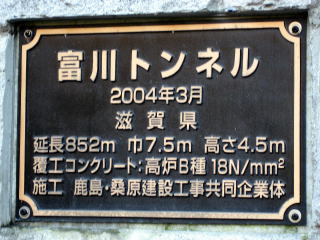 富川トンネル
2004年3月
滋賀県
延長852m 巾7.5m 高さ4.5m
覆工コンクリート:高炉B種 18N/mm²
施工 鹿島・桑原建設工事共同企業体